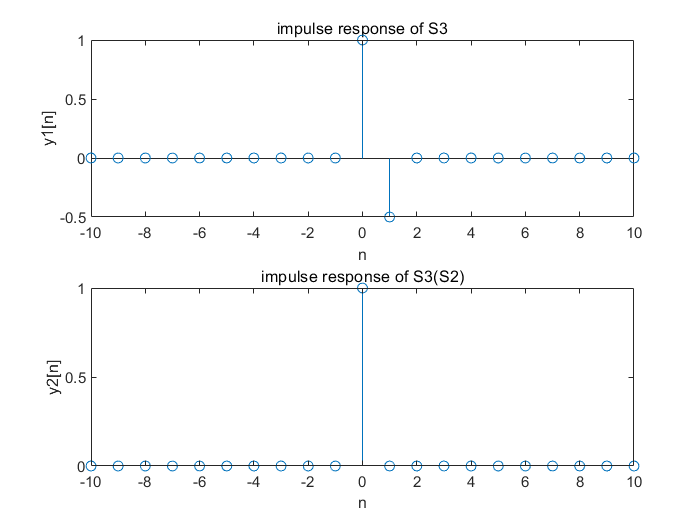 impulse response of S3
1
0.5
0
-0.5
y1[n]
-10 -8 -6 -4 -2 0 2 4 6 8 10
n
impulse response of S3(S2)
1
0.5
0
y2[n]
-10 -8 -6 -4 -2 0 2 4 6 8 10
n